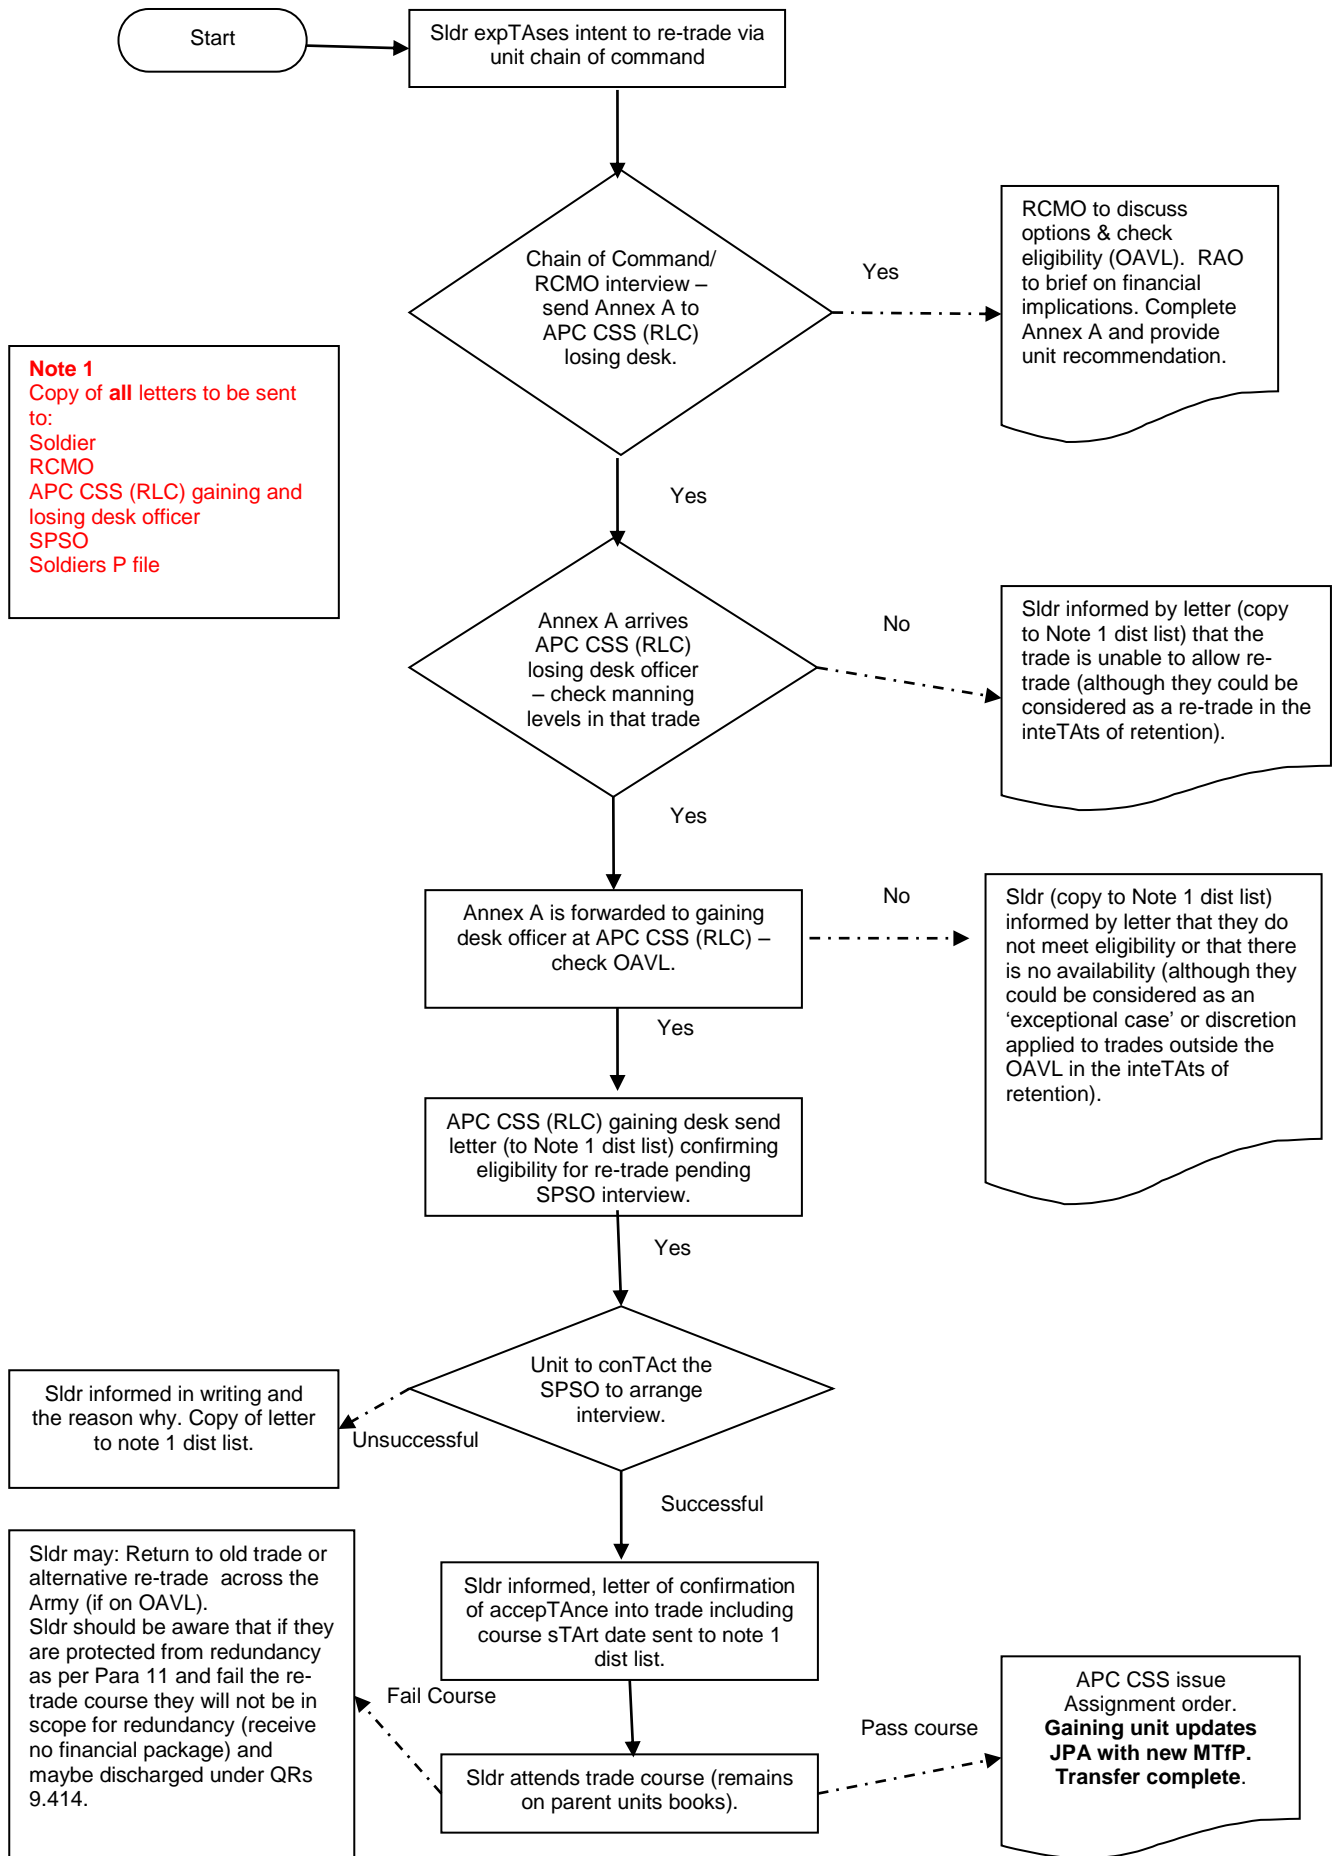 Start
Sldr expTAses intent to re-trade via
unit chain of command
Chain of Command/
RCMO interview –
send Annex A to
APC CSS (RLC)
losing desk.
Yes
RCMO to discuss
options & check
eligibility (OAVL).  RAO
to brief on financial
implications. Complete
Annex A and provide
unit recommendation.
Note 1
Copy of all letters to be sent
to:
Soldier
RCMO
APC CSS (RLC) gaining and
losing desk officer
SPSO
Soldiers P file
Yes
Annex A arrives
APC CSS (RLC)
losing desk officer
– check manning
levels in that trade
No
Sldr informed by letter (copy
to Note 1 dist list) that the
trade is unable to allow re-
trade (although they could be
considered as a re-trade in the
inteTAts of retention).
Yes
Annex A is forwarded to gaining
desk officer at APC CSS (RLC) –
check OAVL.
No
Sldr (copy to Note 1 dist list)
informed by letter that they do
not meet eligibility or that there
is no availability (although they
could be considered as an
‘exceptional case’ or discretion
applied to trades outside the
OAVL in the inteTAts of
retention).
Yes
APC CSS (RLC) gaining desk send
letter (to Note 1 dist list) confirming
eligibility for re-trade pending
SPSO interview.
Yes
Unit to conTAct the
SPSO to arrange
interview.
Unsuccessful
Sldr informed in writing and
the reason why. Copy of letter
to note 1 dist list.
Successful
Sldr informed, letter of confirmation
of accepTAnce into trade including
course sTArt date sent to note 1
dist list.
Sldr may: Return to old trade or
alternative re-trade  across the
Army (if on OAVL).
Sldr should be aware that if they
are protected from redundancy
as per Para 11 and fail the re-
trade course they will not be in
scope for redundancy (receive
no financial package) and
maybe discharged under QRs
9.414.
Fail Course
Sldr attends trade course (remains
on parent units books).
Pass course
APC CSS issue
Assignment order.
Gaining unit updates
JPA with new MTfP.
Transfer complete.